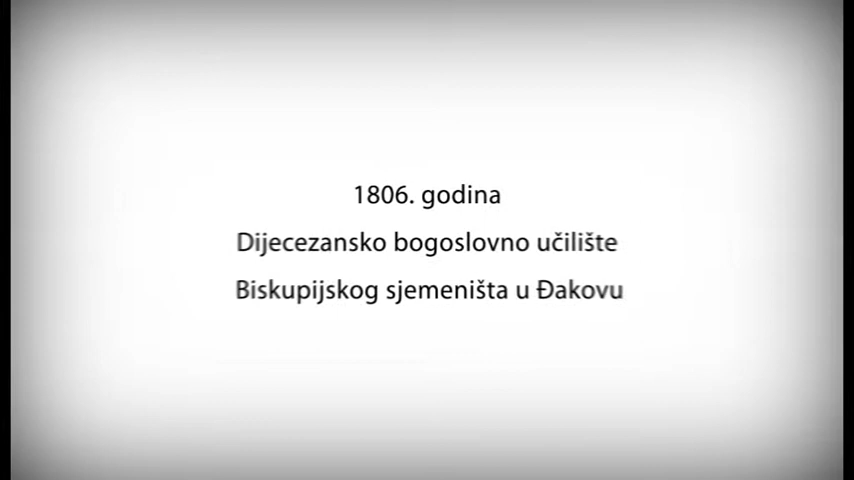 1806. godina
Dijecezansko bogoslovno učilište
Biskupijskog sjemeništa u Đakovu